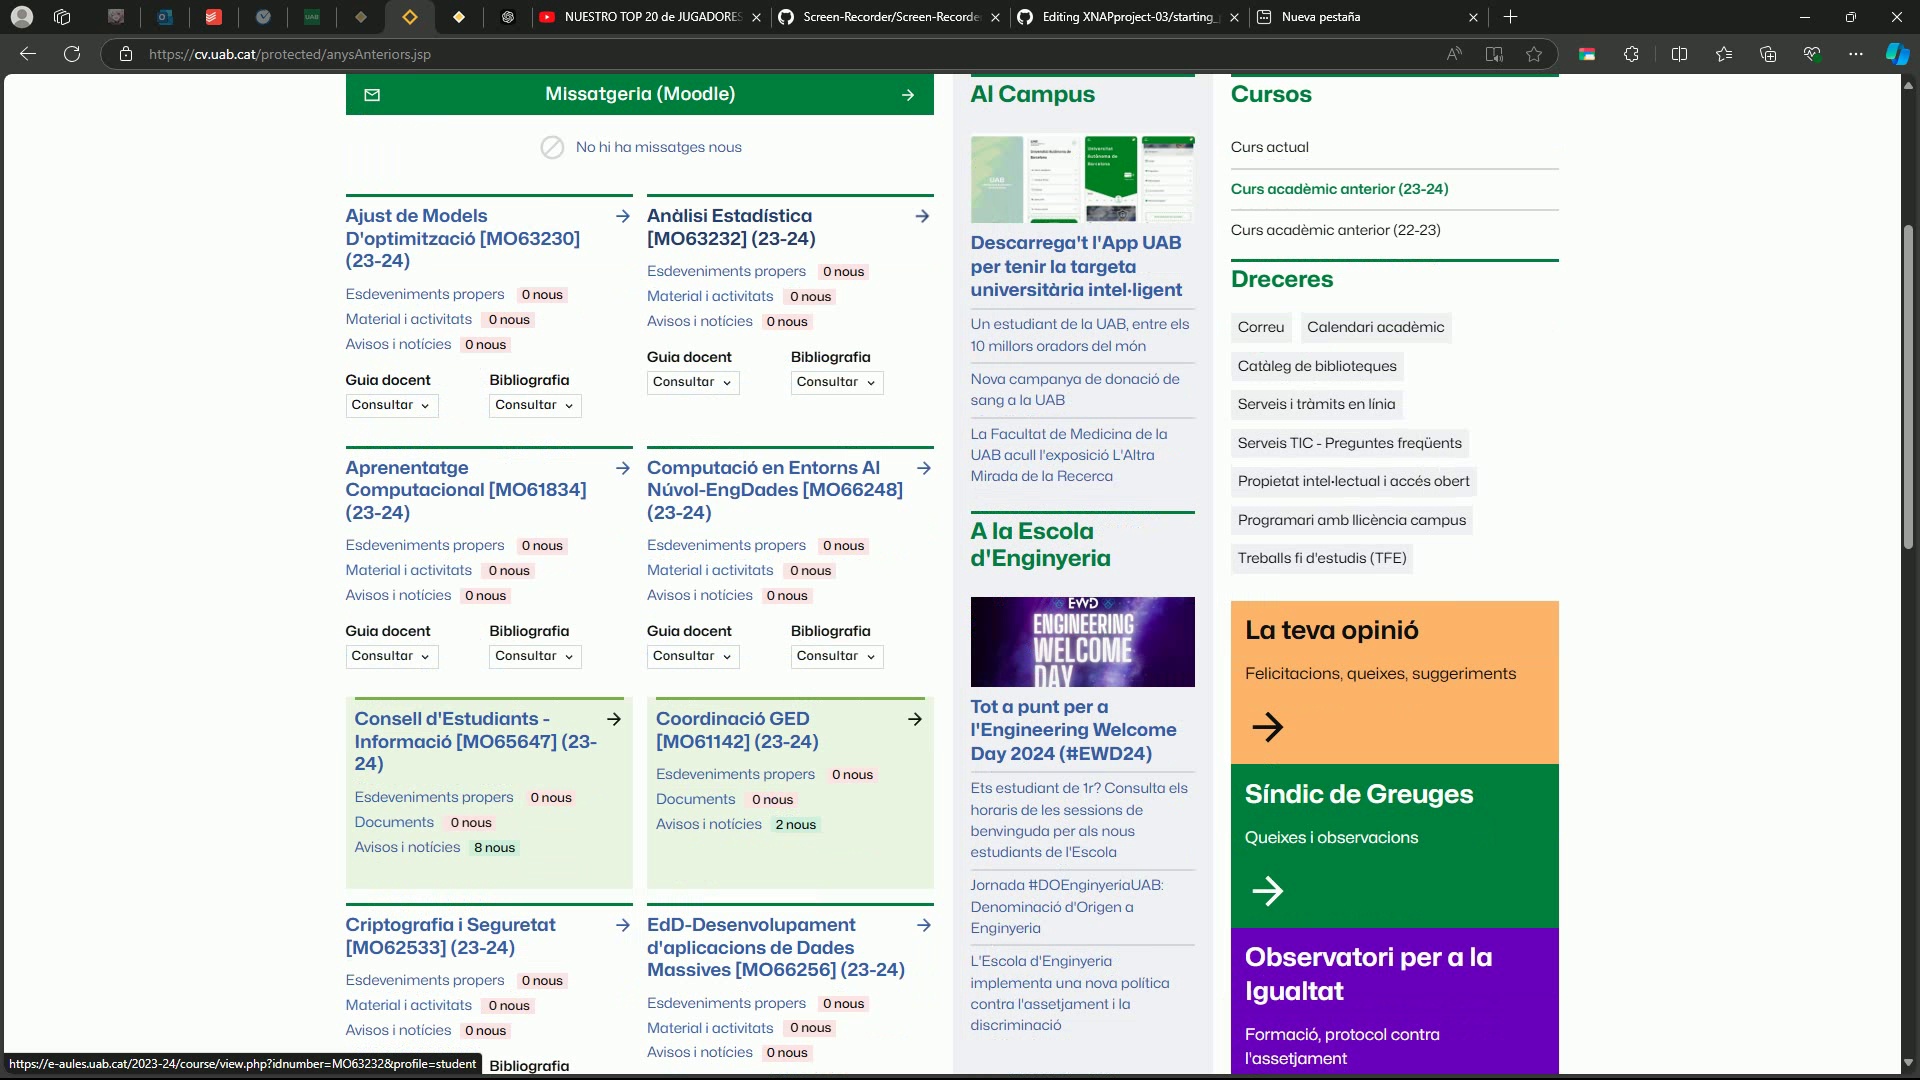 NUESTRO TOP 20 de JUGADORES
Screen-Recorder/Screen-Recorde
Editing XNAPproject-03/starting_
Nueva pestaña
https://cv.uab.cat/protected/anysAnteriors.jsp
Missatgeria (Moodle)
No hi ha missatges nous
Ajust de Models
D'optimització [MO63230]
(23-24)
Esdeveniments propers 0 nous
Material i activitats 0 nous
Avisos i notícies 0 nous
Guia docent Bibliografia
Consultar Consultar
Anàlisi Estadística
[MO63232] (23-24)
Esdeveniments propers 0 nous
Material i activitats 0 nous
Avisos i notícies 0 nous
Guia docent Bibliografia
Consultar Consultar
Aprenentatge
Computacional [MO61834]
(23-24)
Esdeveniments propers 0 nous
Material i activitats 0 nous
Avisos i notícies 0 nous
Guia docent Bibliografia
Consultar Consultar
Computació en Entorns Al
Núvol-EngDades [MO66248]
(23-24)
Esdeveniments propers 0 nous
Material i activitats 0 nous
Avisos i notícies 0 nous
Guia docent Bibliografia
Consultar Consultar
Consell d'Estudiants -
Informació [MO65647] (23-
24)
Esdeveniments propers 0 nous
Documents 0 nous
Avisos i notícies 8 nous
Coordinació GED
[MO61142] (23-24)
Esdeveniments propers 0 nous
Documents 0 nous
Avisos i notícies 2 nous
Criptografia i Seguretat
[MO62533] (23-24)
Esdeveniments propers 0 nous
Material i activitats 0 nous
Avisos i notícies 0 nous
Bibliografia
EdD-Desenvolupament
d'aplicacions de Dades
Massives [MO66256] (23-24)
Esdeveniments propers 0 nous
Material i activitats 0 nous
Avisos i notícies 0 nous
Al Campus
Descarrega't l'App UAB
per tenir la targeta
universitària intel·ligent
Un estudiant de la UAB, entre els
10 millors oradors del món
Nova campanya de donació de
sang a la UAB
La Facultat de Medicina de la
UAB acull l'exposició L'Altra
Mirada de la Recerca
A la Escola
d'Enginyeria
EWD
ENGINEERING
WELCOME
DAY
Tot a punt per a
l'Engineering Welcome
Day 2024 (#EWD24)
Ets estudiant de 1r? Consulta els
horaris de les sessions de
benvinguda per als nous
estudiants de l'Escola
Jornada #DOEnginyeriaUAB:
Denominació d'Origen a
Enginyeria
L'Escola d'Enginyeria
implementa una nova política
contra l'assetjament i la
discriminació
Cursos
Curs actual
Curs acadèmic anterior (23-24)
Curs acadèmic anterior (22-23)
Dreceres
Correu Calendari acadèmic
Catàleg de biblioteques
Serveis i tràmits en línia
Serveis TIC - Preguntes freqüents
Propietat intel·lectual i accés obert
Programari amb llicència campus
Treballs fi d'estudis (TFE)
La teva opinió
Felicitacions, queixes, suggeriments
Síndic de Greuges
Queixes i observacions
Observatori per a la
Igualtat
Formació, protocol contra
l'assetjament
https://e-aules.uab.cat/2023-24/course/view.php?idnumber=MO63232&profile=student